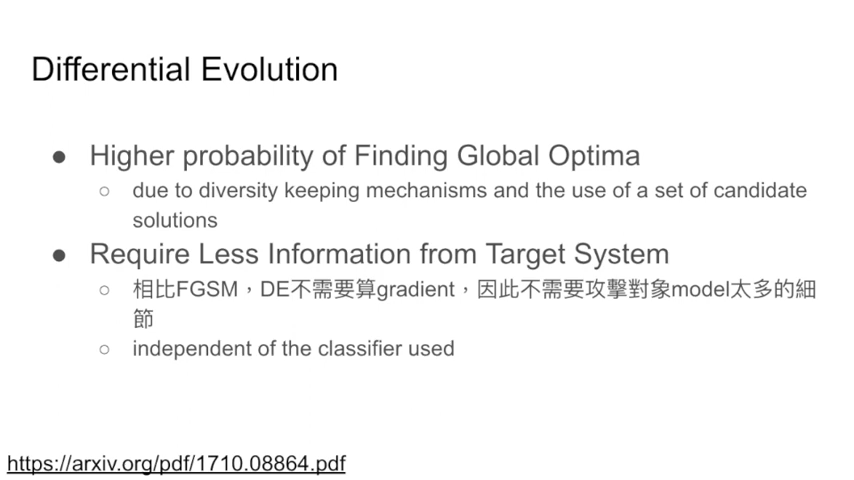 Differential Evolution
● Higher probability of Finding Global Optima
○ due to diversity keeping mechanisms and the use of a set of candidate
solutions
● Require Less Information from Target System
○ 相比FGSM，DE不需要算gradient，因此不需要攻擊對象model太多的細
節
○ independent of the classifier used
https://arxiv.org/pdf/1710.08864.pdf